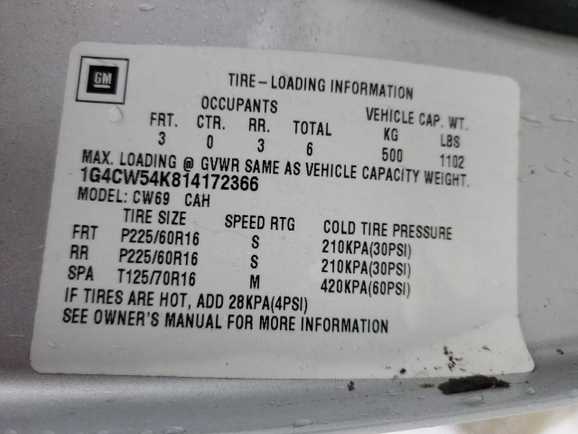 GM
TIRE-LOADING INFORMATION
OCCUPANTS VEHICLE CAP. WT.
FRT. CTR. RR. TOTAL KG LBS
3 0 3 6 500 1102
MAX. LOADING @ GVWR SAME AS VEHICLE CAPACITY WEIGHT.
1G4CW54K814172366
MODEL: CW69 CAH
TIRE SIZE SPEED RTG COLD TIRE PRESSURE
FRT P225/60R16 S 210KPA(30PSI)
RR P225/60R16 S 210KPA(30PSI)
SPA T125/70R16 M 420KPA(60PSI)
IF TIRES ARE HOT, ADD 28KPA(4PSI)
SEE OWNER'S MANUAL FOR MORE INFORMATION